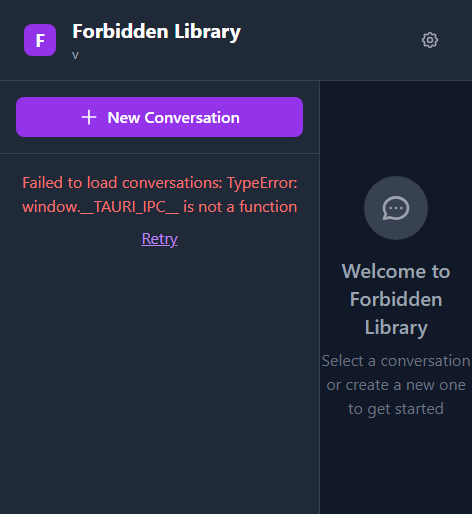 F
Forbidden Library
v
New Conversation
Failed to load conversations: TypeError:
window.__TAURI_IPC__ is not a function
Retry
Welcome to
Forbidden
Library
Select a conversation
or create a new one
to get started